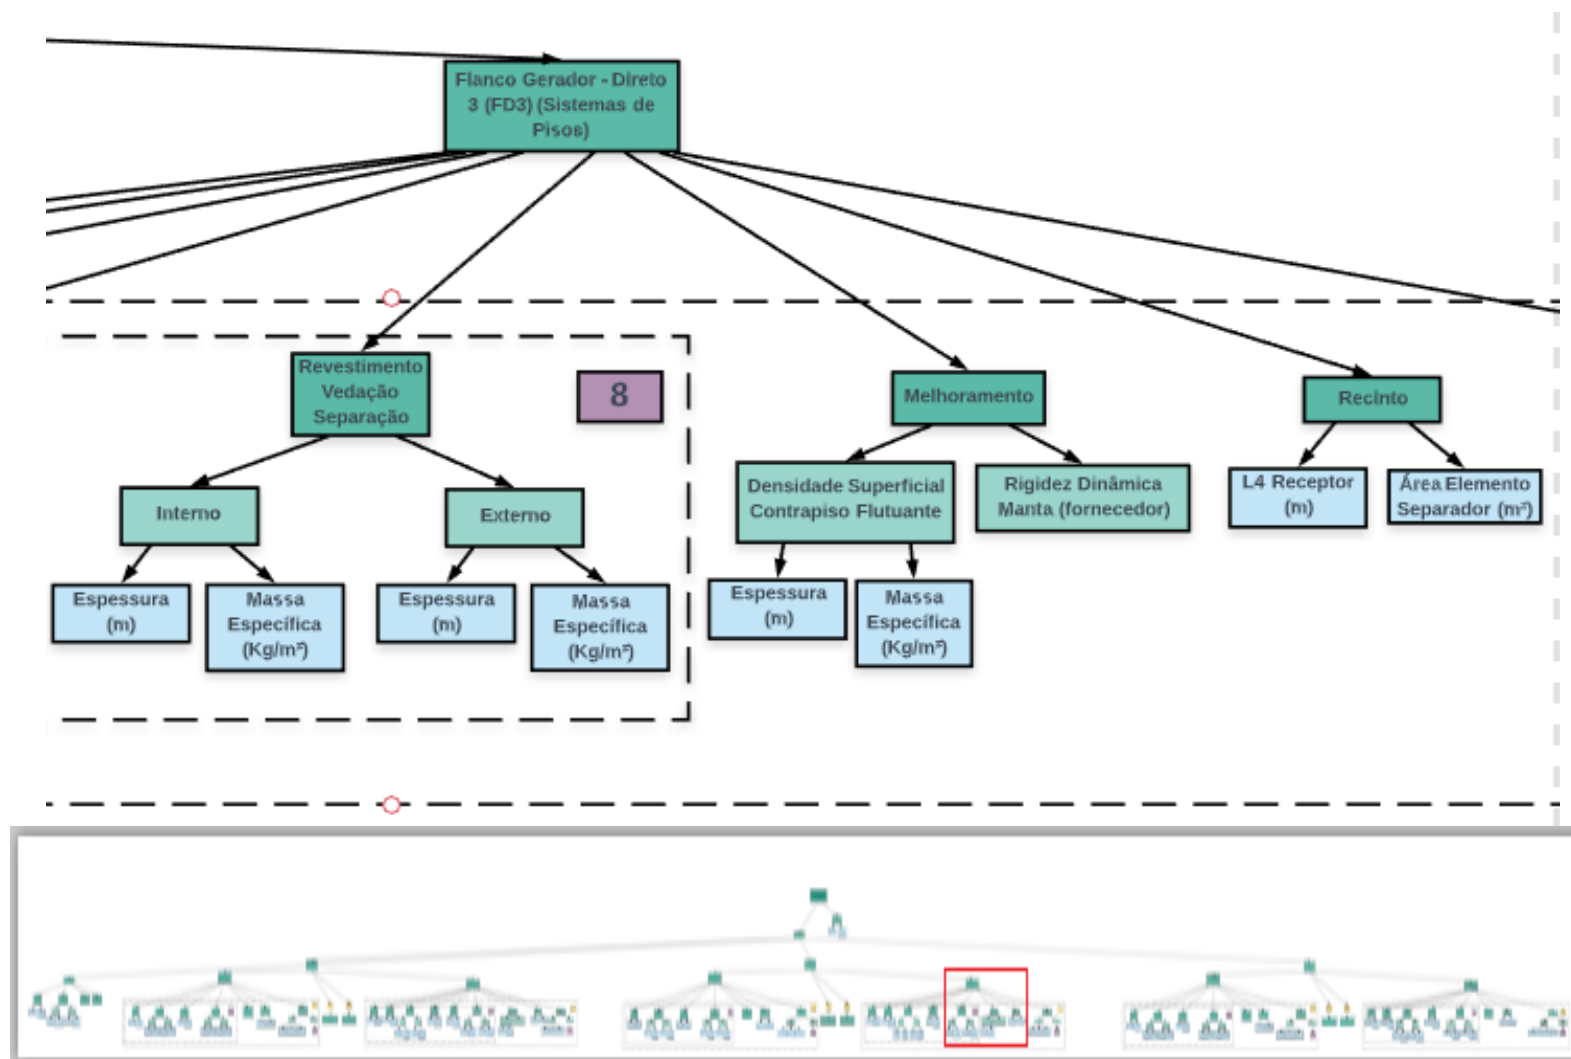 Flanco Gerador - Direto
3 (FD3) (Sistemas de
Pisos)
Revestimento
Vedação
Separação
8
Melhoramento
Recinto
Interno
Externo
Densidade Superficial
Contrapiso Flutuante
Rigidez Dinâmica
Manta (fornecedor)
L4 Receptor
(m)
Área Elemento
Separador (m²)
Espessura
(m)
Massa
Específica
(Kg/m³)
Espessura
(m)
Massa
Específica
(Kg/m³)
Espessura
(m)
Massa
Específica
(Kg/m³)